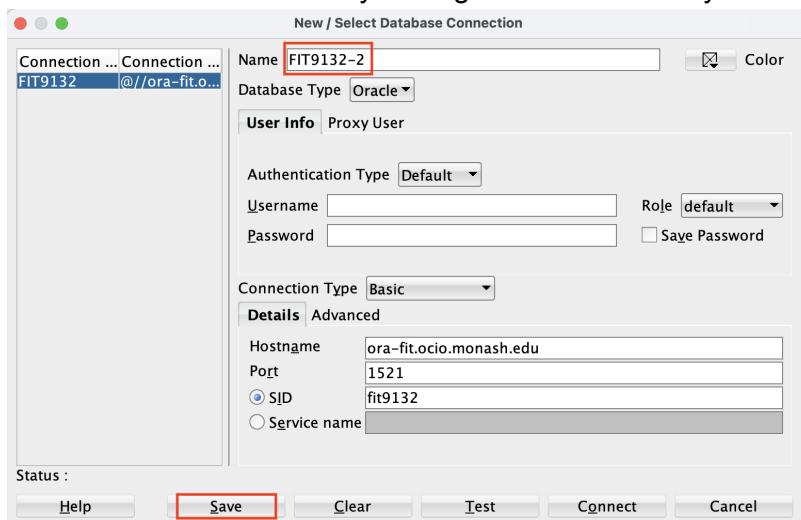 New / Select Database Connection
Connection ... Connection ...
FIT9132 @//ora-fit.o...
Name FIT9132-2 Color
Database Type Oracle
User Info Proxy User
Authentication Type Default
Username Role default
Password Save Password
Connection Type Basic
Details Advanced
Hostname ora-fit.ocio.monash.edu
Port 1521
SID fit9132
Service name
Status :
Help Save Clear Test Connect Cancel